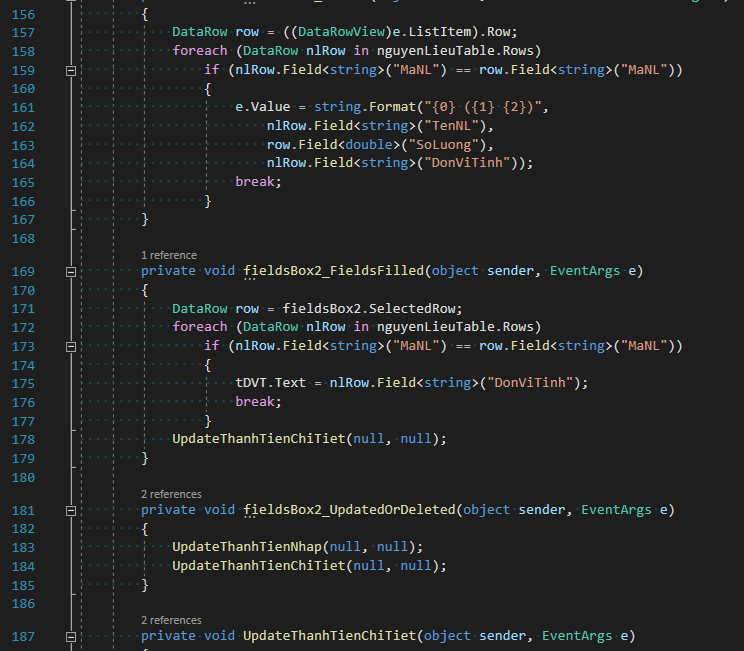 156 {
157 DataRow row = ((DataRowView)e.ListItem).Row;
158 foreach (DataRow nlRow in nguyenLieuTable.Rows)
159 if (nlRow.Field<string>("MaNL") == row.Field<string>("MaNL"))
160 {
161 e.Value = string.Format("{0} ({1} {2})",
162 nlRow.Field<string>("TenNL"),
163 row.Field<double>("SoLuong"),
164 nlRow.Field<string>("DonViTinh"));
165 break;
166 }
167 }
168
1 reference
169 private void fieldsBox2_FieldsFilled(object sender, EventArgs e)
170 {
171 DataRow row = fieldsBox2.SelectedRow;
172 foreach (DataRow nlRow in nguyenLieuTable.Rows)
173 if (nlRow.Field<string>("MaNL") == row.Field<string>("MaNL"))
174 {
175 tDVT.Text = nlRow.Field<string>("DonViTinh");
176 break;
177 }
178 UpdateThanhTienChiTiet(null, null);
179 }
180
2 references
181 private void fieldsBox2_UpdatedOrDeleted(object sender, EventArgs e)
182 {
183 UpdateThanhTienNhap(null, null);
184 UpdateThanhTienChiTiet(null, null);
185 }
186
2 references
187 private void UpdateThanhTienChiTiet(object sender, EventArgs e)